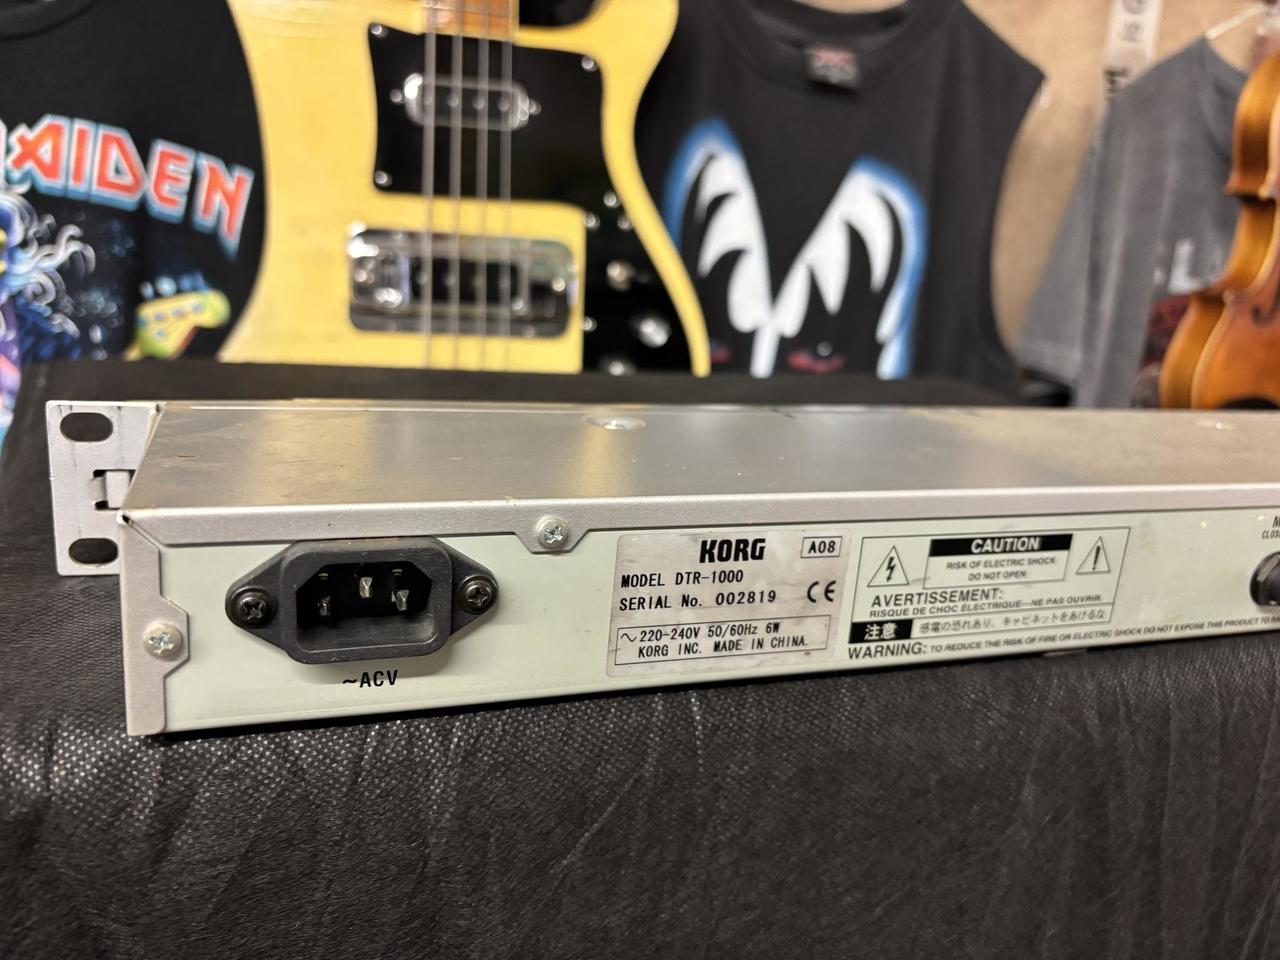 AIDEN
KORG
A08
MODEL DTR-1000
SERIAL No. 002819
CE
~ 220-240V 50/60Hz 6W
KORG INC. MADE IN CHINA.
~ACV
CAUTION
RISK OF ELECTRIC SHOCK
DO NOT OPEN
AVERTISSEMENT:
RISQUE DE CHOC ÉLECTRIQUE—NE PAS OUVRIR.
注意 感電の恐れあり、キャビネットをあけるな
WARNING: TO REDUCE THE RISK OF FIRE OR ELECTRIC SHOCK DO NOT EXPOSE THIS PRODUCT TO